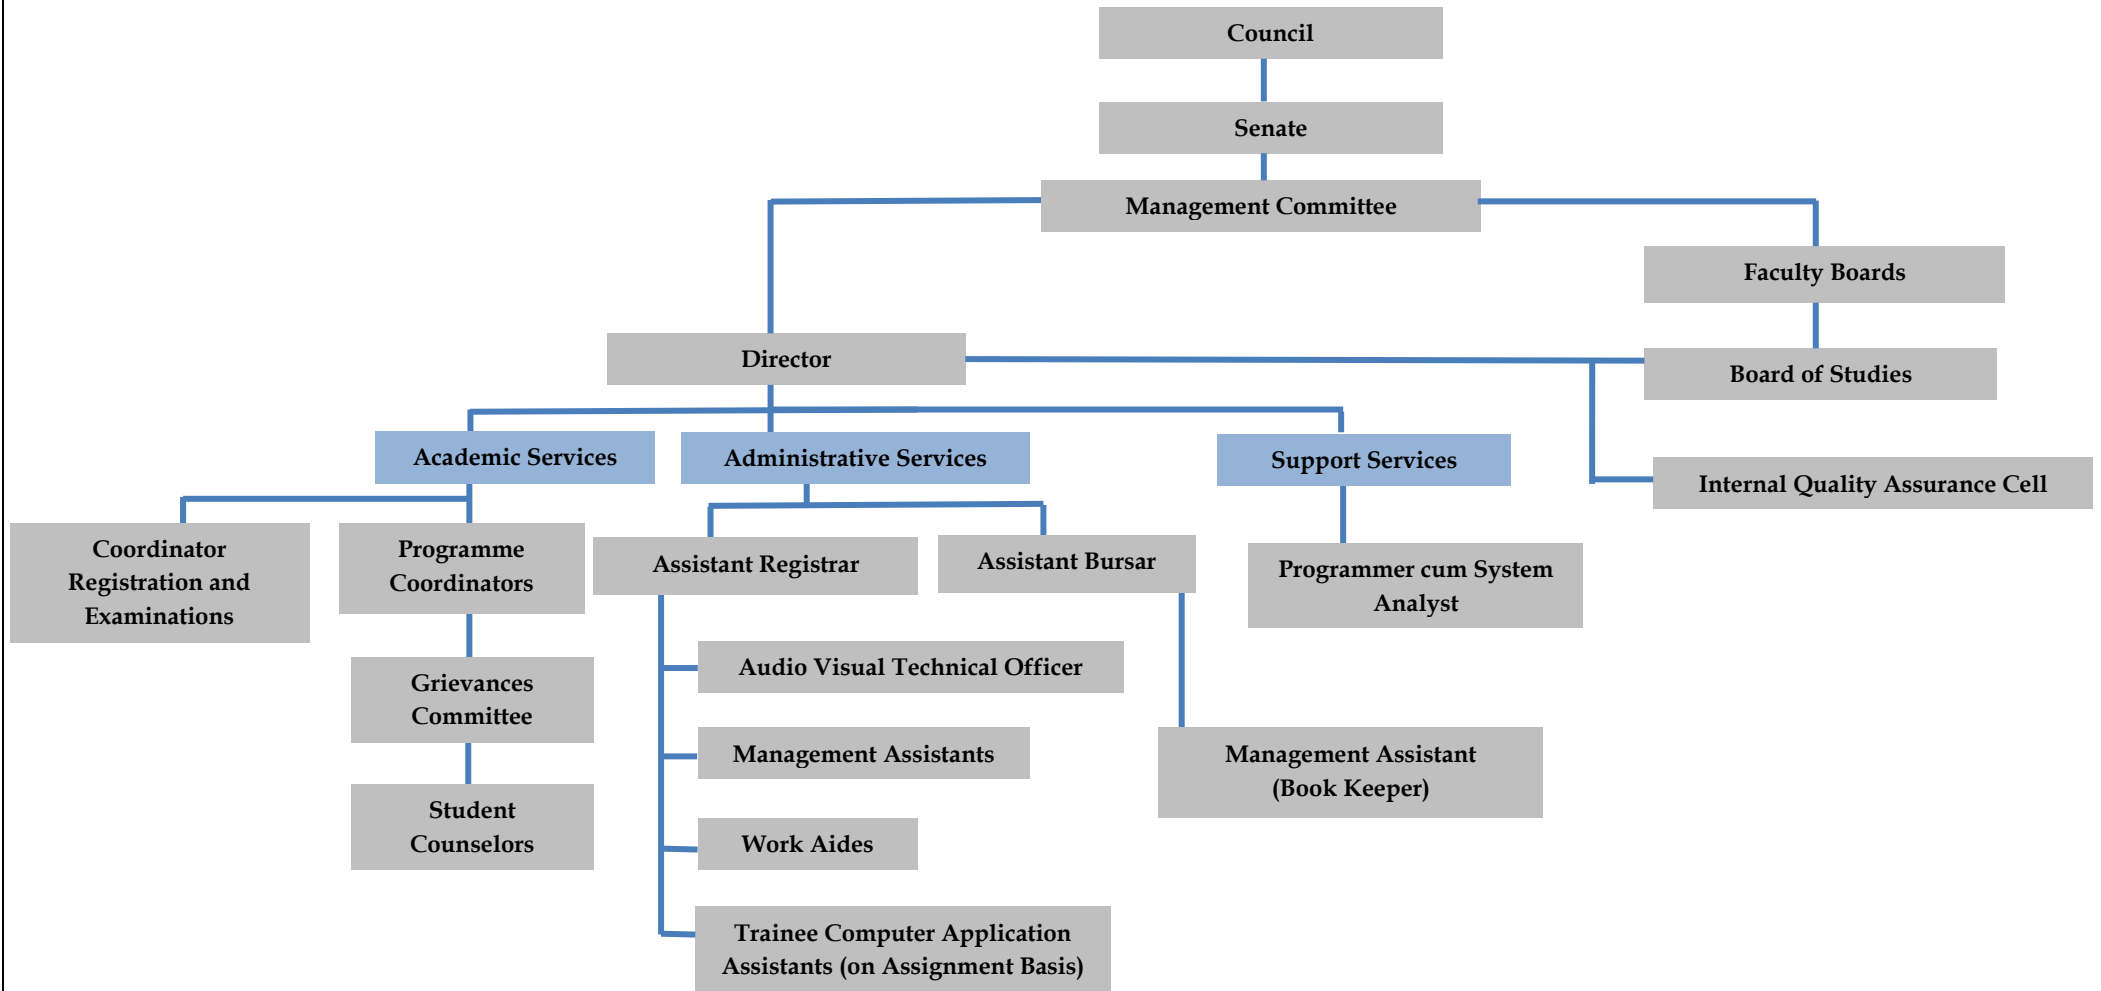 Council
Senate
Management Committee
Faculty Boards
Director
Board of Studies
Academic Services
Administrative Services
Support Services
Internal Quality Assurance Cell
Coordinator
Registration and
Examinations
Programme
Coordinators
Assistant Registrar
Assistant Bursar
Programmer cum System
Analyst
Audio Visual Technical Officer
Grievances
Committee
Management Assistants
Management Assistant
(Book Keeper)
Student
Counselors
Work Aides
Trainee Computer Application
Assistants (on Assignment Basis)